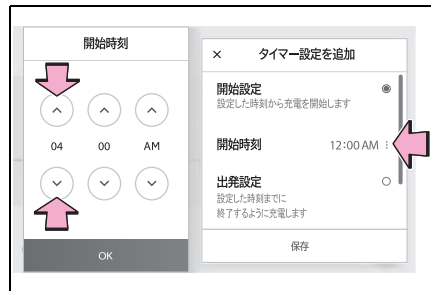 開始時刻
04 00 AM
OK
× タイマー設定を追加
開始設定
設定した時刻から充電を開始します
開始時刻 12:00 AM
出発設定
設定した時刻までに
終了するように充電します
保存